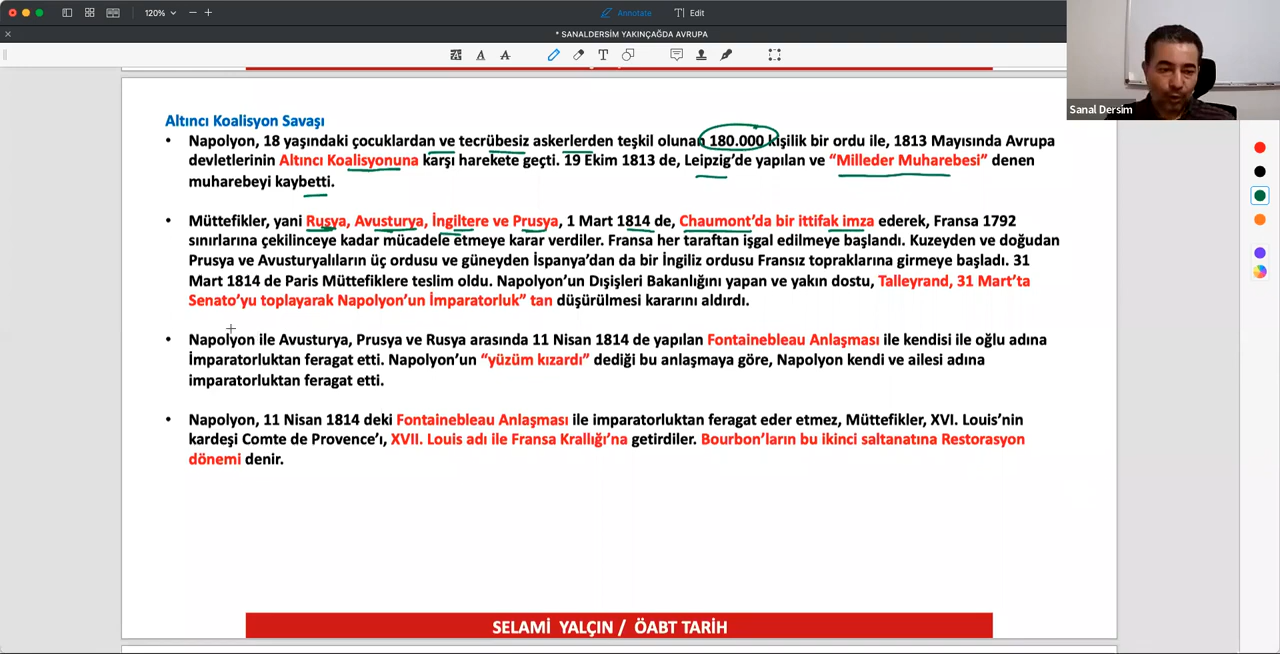 120%
Annotate
Edit
* SANALDERSİM YAKINÇAĞDA AVRUPA
Sanal Dersim
Altıncı Koalisyon Savaşı
• Napolyon, 18 yaşındaki çocuklardan ve tecrübesiz askerlerden teşkil olunan 180.000 kişilik bir ordu ile, 1813 Mayısında Avrupa
devletlerinin Altıncı Koalisyonuna karşı harekete geçti. 19 Ekim 1813 de, Leipzig'de yapılan ve “Milleder Muharebesi” denen
muharebeyi kaybetti.
• Müttefikler, yani Rusya, Avusturya, İngiltere ve Prusya, 1 Mart 1814 de, Chaumont'da bir ittifak imza ederek, Fransa 1792
sınırlarına çekilinceye kadar mücadele etmeye karar verdiler. Fransa her taraftan işgal edilmeye başlandı. Kuzeyden ve doğudan
Prusya ve Avusturyalıların üç ordusu ve güneyden İspanya'dan da bir İngiliz ordusu Fransız topraklarına girmeye başladı. 31
Mart 1814 de Paris Müttefiklere teslim oldu. Napolyon'un Dışişleri Bakanlığını yapan ve yakın dostu, Talleyrand, 31 Mart'ta
Senato'yu toplayarak Napolyon'un İmparatorluk” tan düşürülmesi kararını aldırdı.
• Napolyon ile Avusturya, Prusya ve Rusya arasında 11 Nisan 1814 de yapılan Fontainebleau Anlaşması ile kendisi ile oğlu adına
İmparatorluktan feragat etti. Napolyon'un “yüzüm kızardı” dediği bu anlaşmaya göre, Napolyon kendi ve ailesi adına
imparatorluktan feragat etti.
• Napolyon, 11 Nisan 1814 deki Fontainebleau Anlaşması ile imparatorluktan feragat eder etmez, Müttefikler, XVI. Louis'nin
kardeşi Comte de Provence'ı, XVII. Louis adı ile Fransa Krallığı'na getirdiler. Bourbon'ların bu ikinci saltanatına Restorasyon
dönemi denir.
SELAMİ YALÇIN / ÖABT TARİH